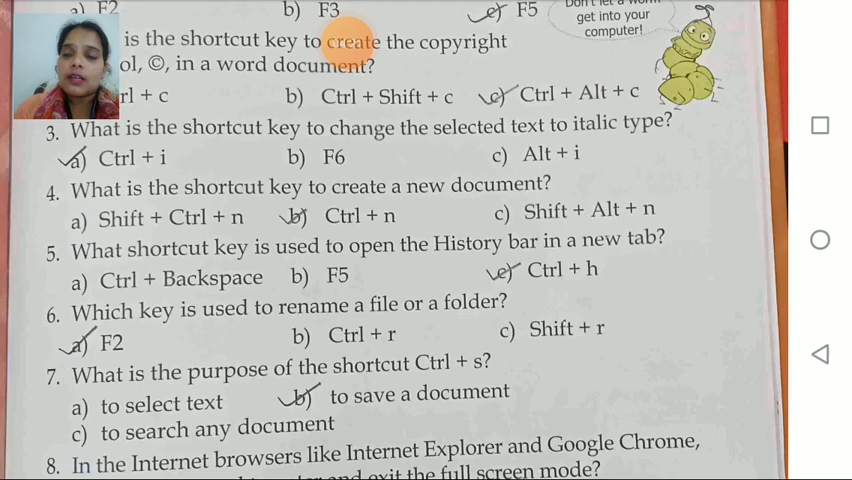 a) F2 b) F3 c) F5
Don't let a worm
get into your
computer!
is the shortcut key to create the copyright
ol, ©, in a word document?
rl + c b) Ctrl + Shift + c c) Ctrl + Alt + c
3. What is the shortcut key to change the selected text to italic type?
a) Ctrl + i b) F6 c) Alt + i
4. What is the shortcut key to create a new document?
a) Shift + Ctrl + n b) Ctrl + n c) Shift + Alt + n
5. What shortcut key is used to open the History bar in a new tab?
a) Ctrl + Backspace b) F5 c) Ctrl + h
6. Which key is used to rename a file or a folder?
a) F2 b) Ctrl + r c) Shift + r
7. What is the purpose of the shortcut Ctrl + s?
a) to select text b) to save a document
c) to search any document
8. In the Internet browsers like Internet Explorer and Google Chrome,
and exit the full screen mode?